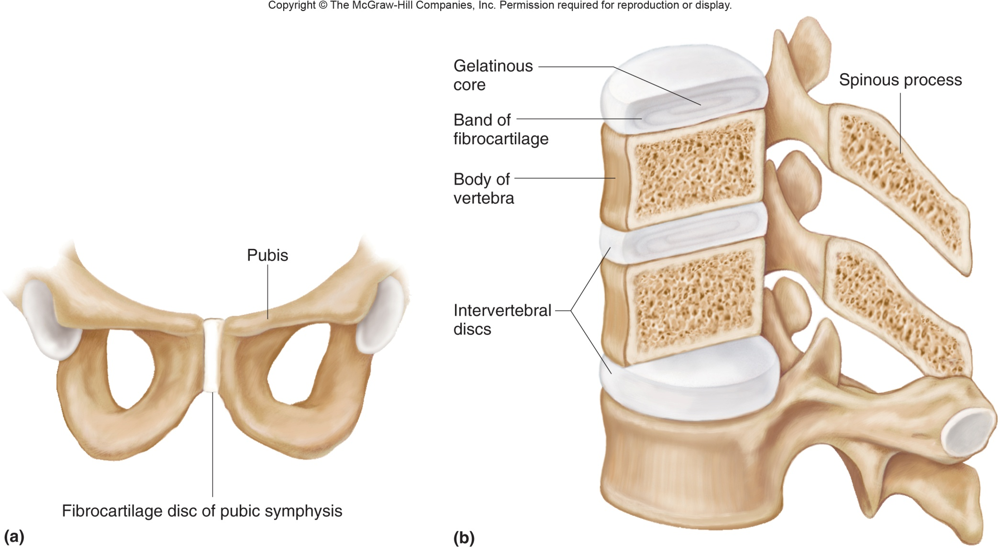 Copyright © The McGraw-Hill Companies, Inc. Permission required for reproduction or display.
Pubis
Fibrocartilage disc of pubic symphysis
(a)
Gelatinous
core
Band of
fibrocartilage
Body of
vertebra
Intervertebral
discs
Spinous process
(b)